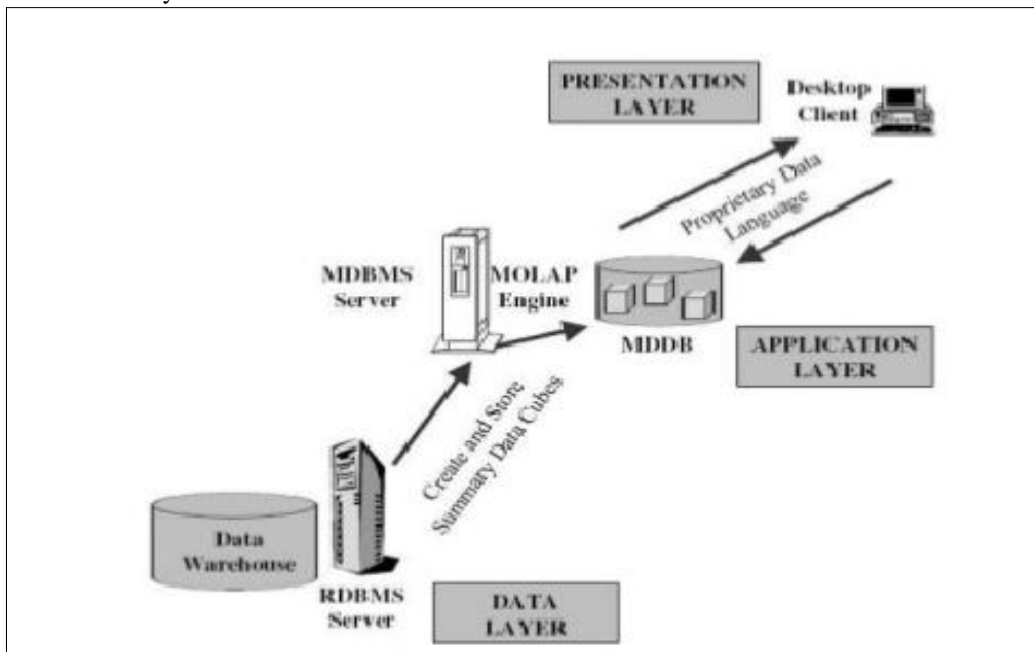 PRESENTATION
LAYER
Desktop
Client
Proprietary Data
Language
MDBMS
Server
MOLAP
Engine
MDDB
APPLICATION
LAYER
Create and Store
Summary Data Cubes
Data
Warehouse
RDBMS
Server
DATA
LAYER